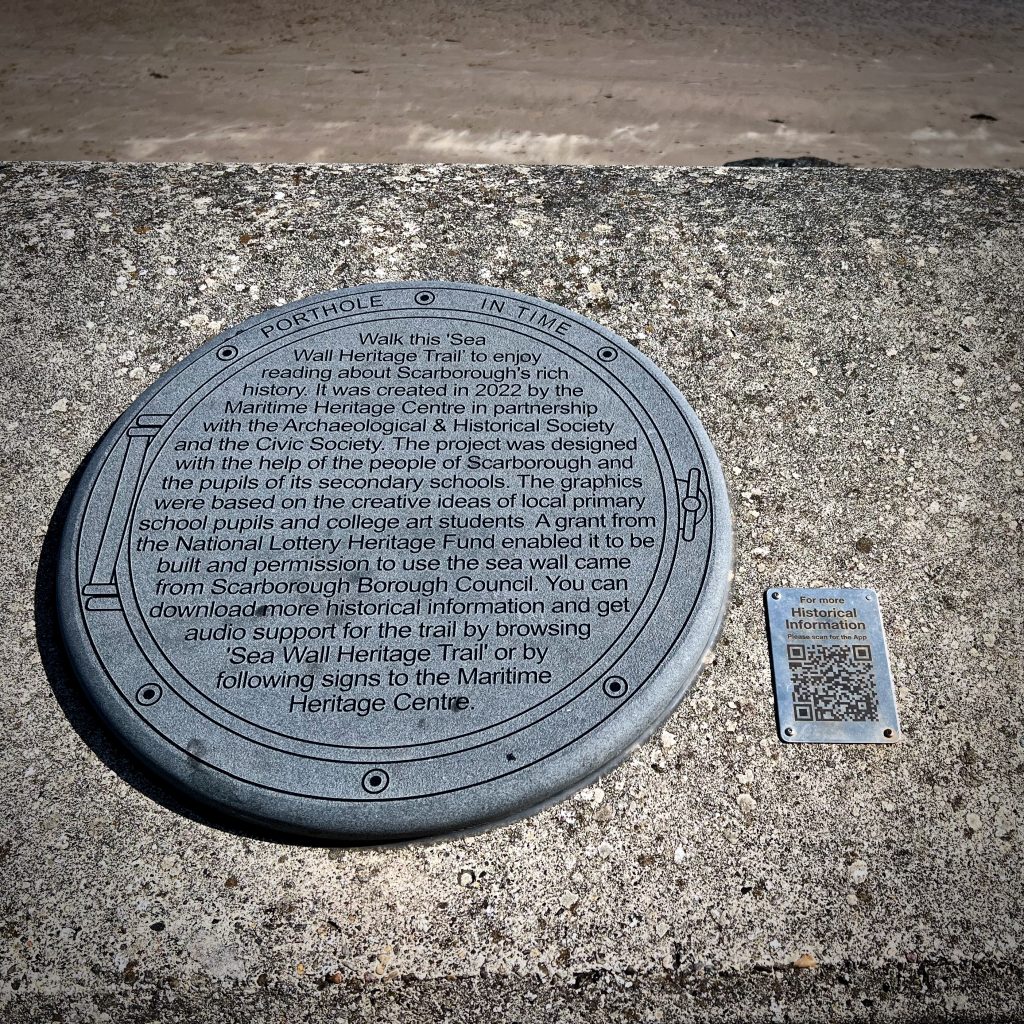 PORTHOLE IN TIME
Walk this 'Sea
Wall Heritage Trail' to enjoy
reading about Scarborough's rich
history. It was created in 2022 by the
Maritime Heritage Centre in partnership
with the Archaeological & Historical Society
and the Civic Society. The project was designed
with the help of the people of Scarborough and
the pupils of its secondary schools. The graphics
were based on the creative ideas of local primary
school pupils and college art students. A grant from
the National Lottery Heritage Fund enabled it to be
built and permission to use the sea wall came
from Scarborough Borough Council. You can
download more historical information and get
audio support for the trail by browsing
'Sea Wall Heritage Trail' or by
following signs to the Maritime
Heritage Centre.
For more
Historical
Information
Please scan for the App